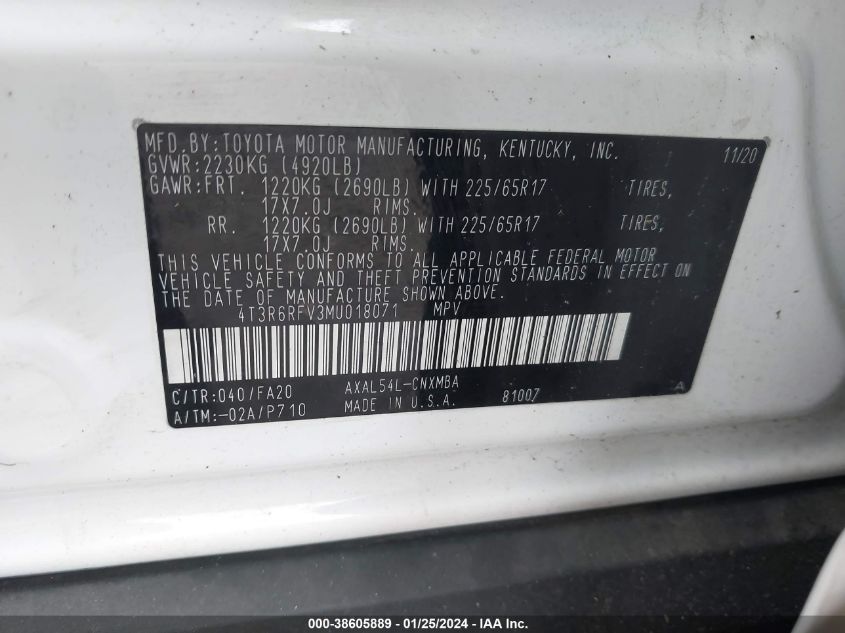 MFD.BY:TOYOTA MOTOR MANUFACTURING, KENTUCKY, INC. 11/20
GVWR:2230KG (4920LB)
GAWR:FRT. 1220KG (2690LB) WITH 225/65R17 TIRES,
17X7.0J RIMS.
RR. 1220KG (2690LB) WITH 225/65R17 TIRES,
17X7.0J RIMS.
THIS VEHICLE CONFORMS TO ALL APPLICABLE FEDERAL MOTOR
VEHICLE SAFETY AND THEFT PREVENTION STANDARDS IN EFFECT ON
THE DATE OF MANUFACTURE SHOWN ABOVE.
4T3R6RFV3MU018071 MPV
C/TR:040/FA20 AXAL54L-CNXMBA
A/TM:-02A/P710 MADE IN U.S.A. 81007 A
000-38605889 - 01/25/2024 - IAA Inc.